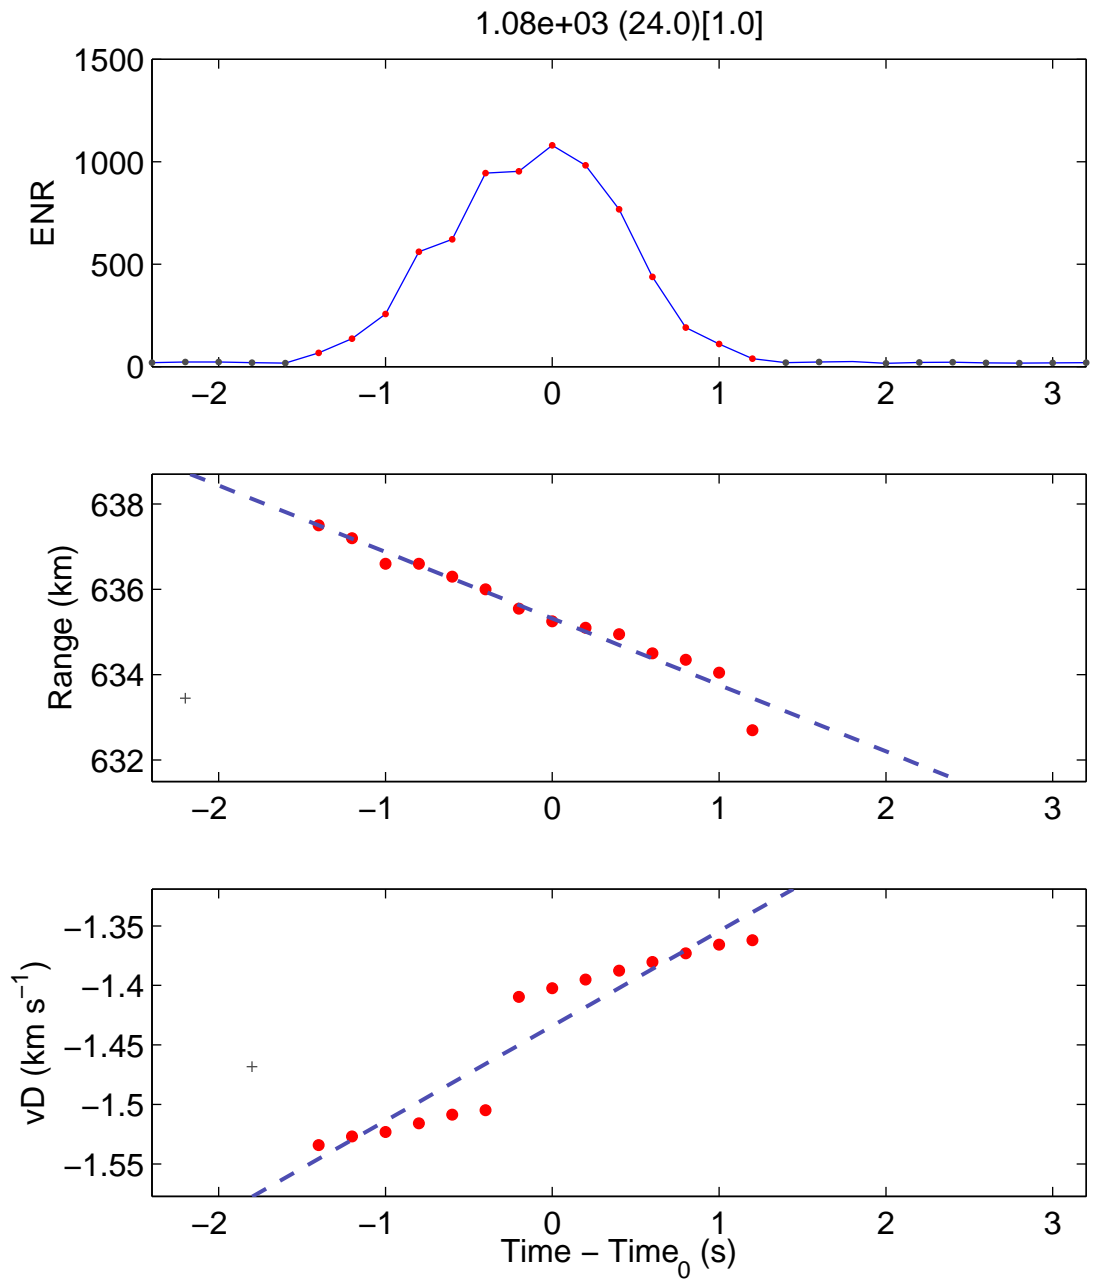 1.08e+03 (24.0)[1.0]
1500
1000
500
0
ENR
−2 −1 0 1 2 3
638
636
634
632
Range (km)
−2 −1 0 1 2 3
−1.35
−1.4
−1.45
−1.5
−1.55
vD (km s⁻¹)
−2 −1 0 1 2 3
Time − Time₀ (s)